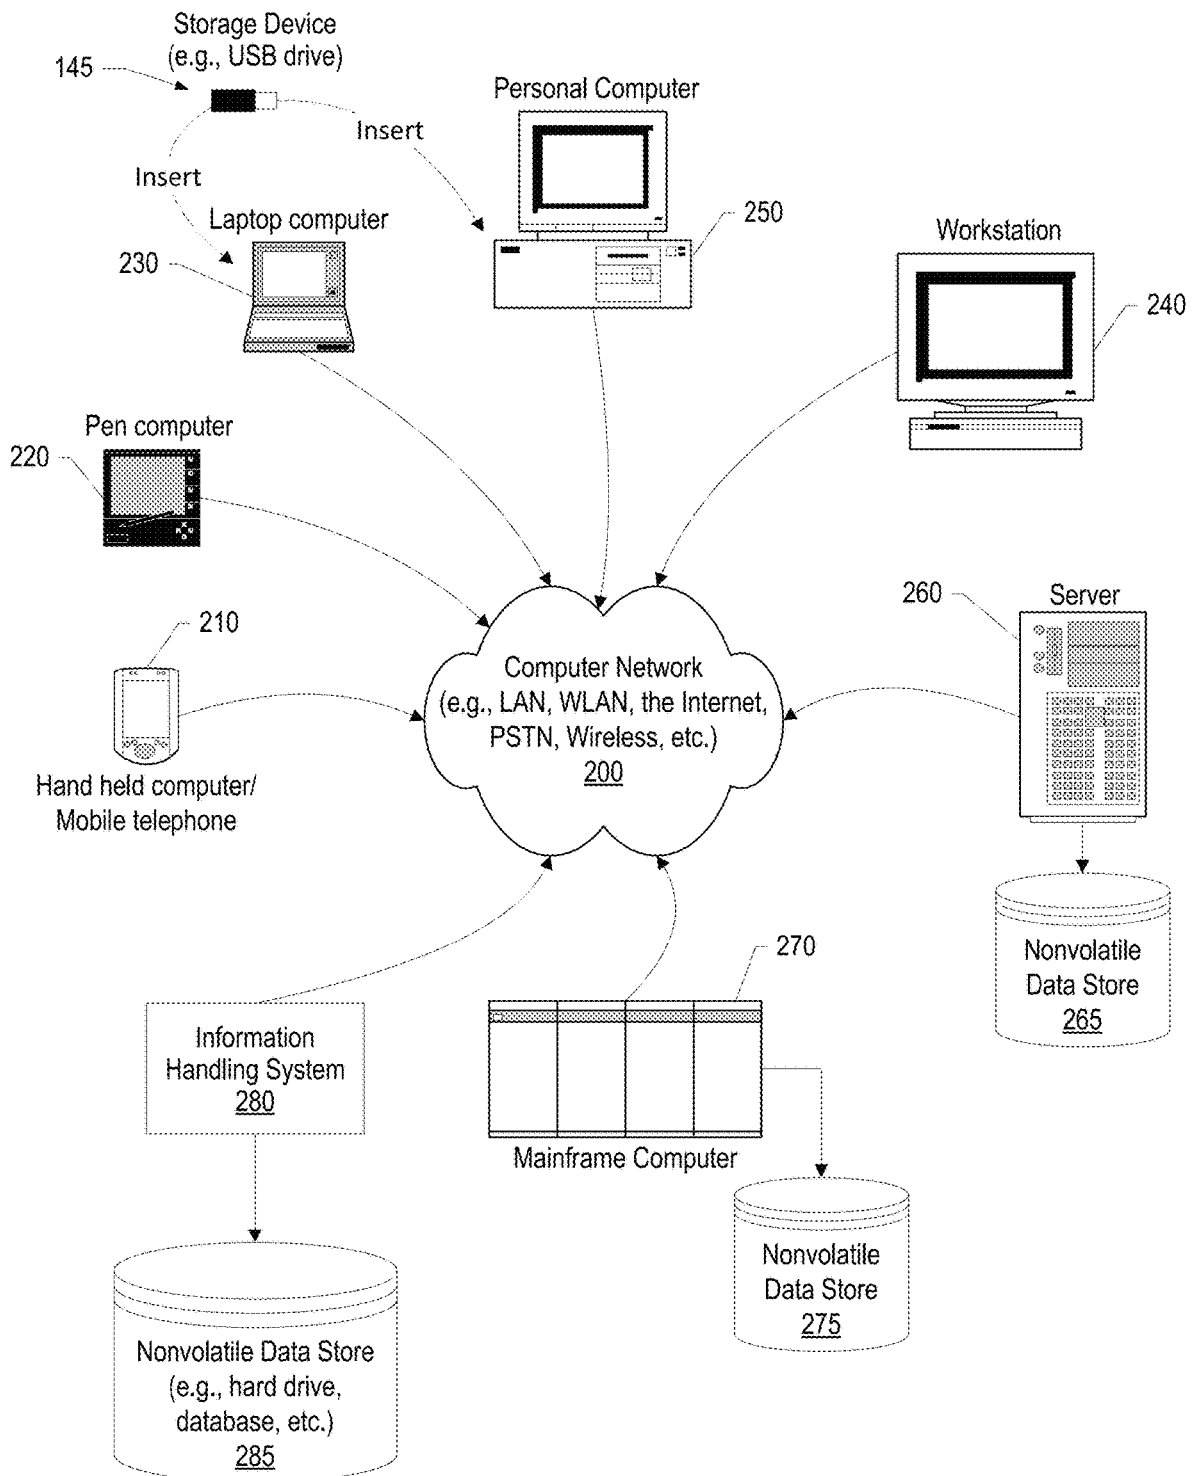 Storage Device
(e.g., USB drive)
145
Personal Computer
Insert
Insert
Laptop computer
250
Workstation
230
240
Pen computer
220
260
Server
210
Computer Network
(e.g., LAN, WLAN, the Internet,
PSTN, Wireless, etc.)
200
Hand held computer/
Mobile telephone
270
Nonvolatile
Data Store
265
Information
Handling System
280
Mainframe Computer
Nonvolatile
Data Store
275
Nonvolatile Data Store
(e.g., hard drive,
database, etc.)
285